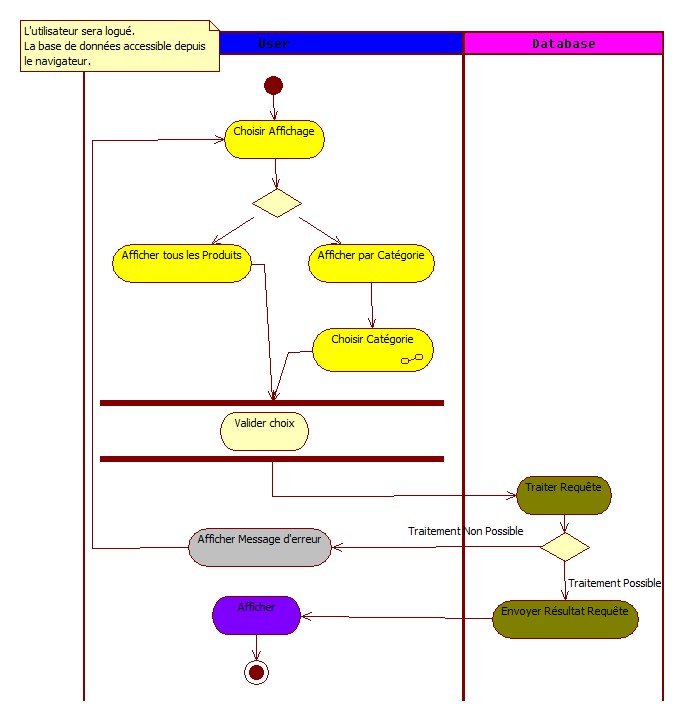 L'utilisateur sera logué.
La base de données accessible depuis
le navigateur.
User
Database
Choisir Affichage
Afficher tous les Produits
Afficher par Catégorie
Choisir Catégorie
Valider choix
Traiter Requête
Traitement Non Possible
Afficher Message d'erreur
Traitement Possible
Afficher
Envoyer Résultat Requête